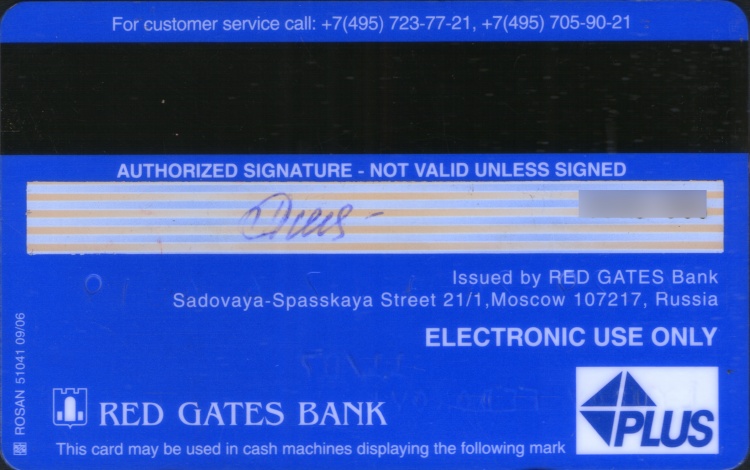 For customer service call: +7(495) 723-77-21, +7(495) 705-90-21
AUTHORIZED SIGNATURE - NOT VALID UNLESS SIGNED
Issued by RED GATES Bank
Sadovaya-Spasskaya Street 21/1,Moscow 107217, Russia
ELECTRONIC USE ONLY
ROSAN 51041 09/06
RED GATES BANK
PLUS
This card may be used in cash machines displaying the following mark